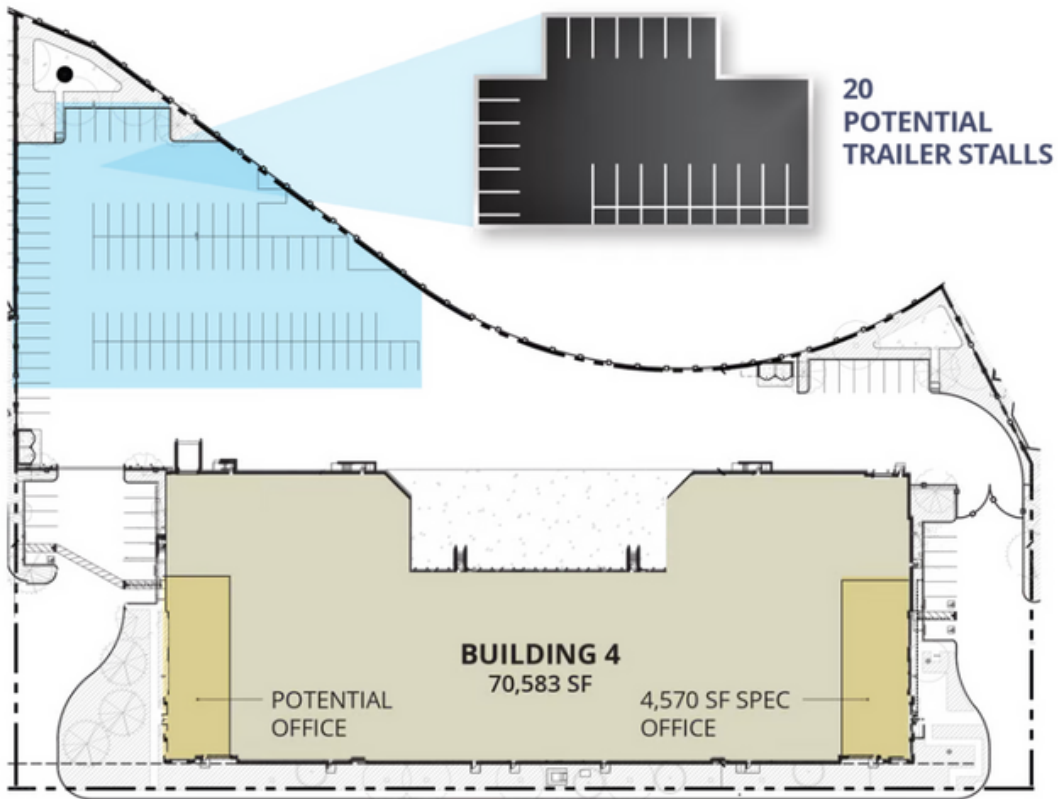 20
POTENTIAL
TRAILER STALLS
BUILDING 4
70,583 SF
POTENTIAL
OFFICE
4,570 SF SPEC
OFFICE